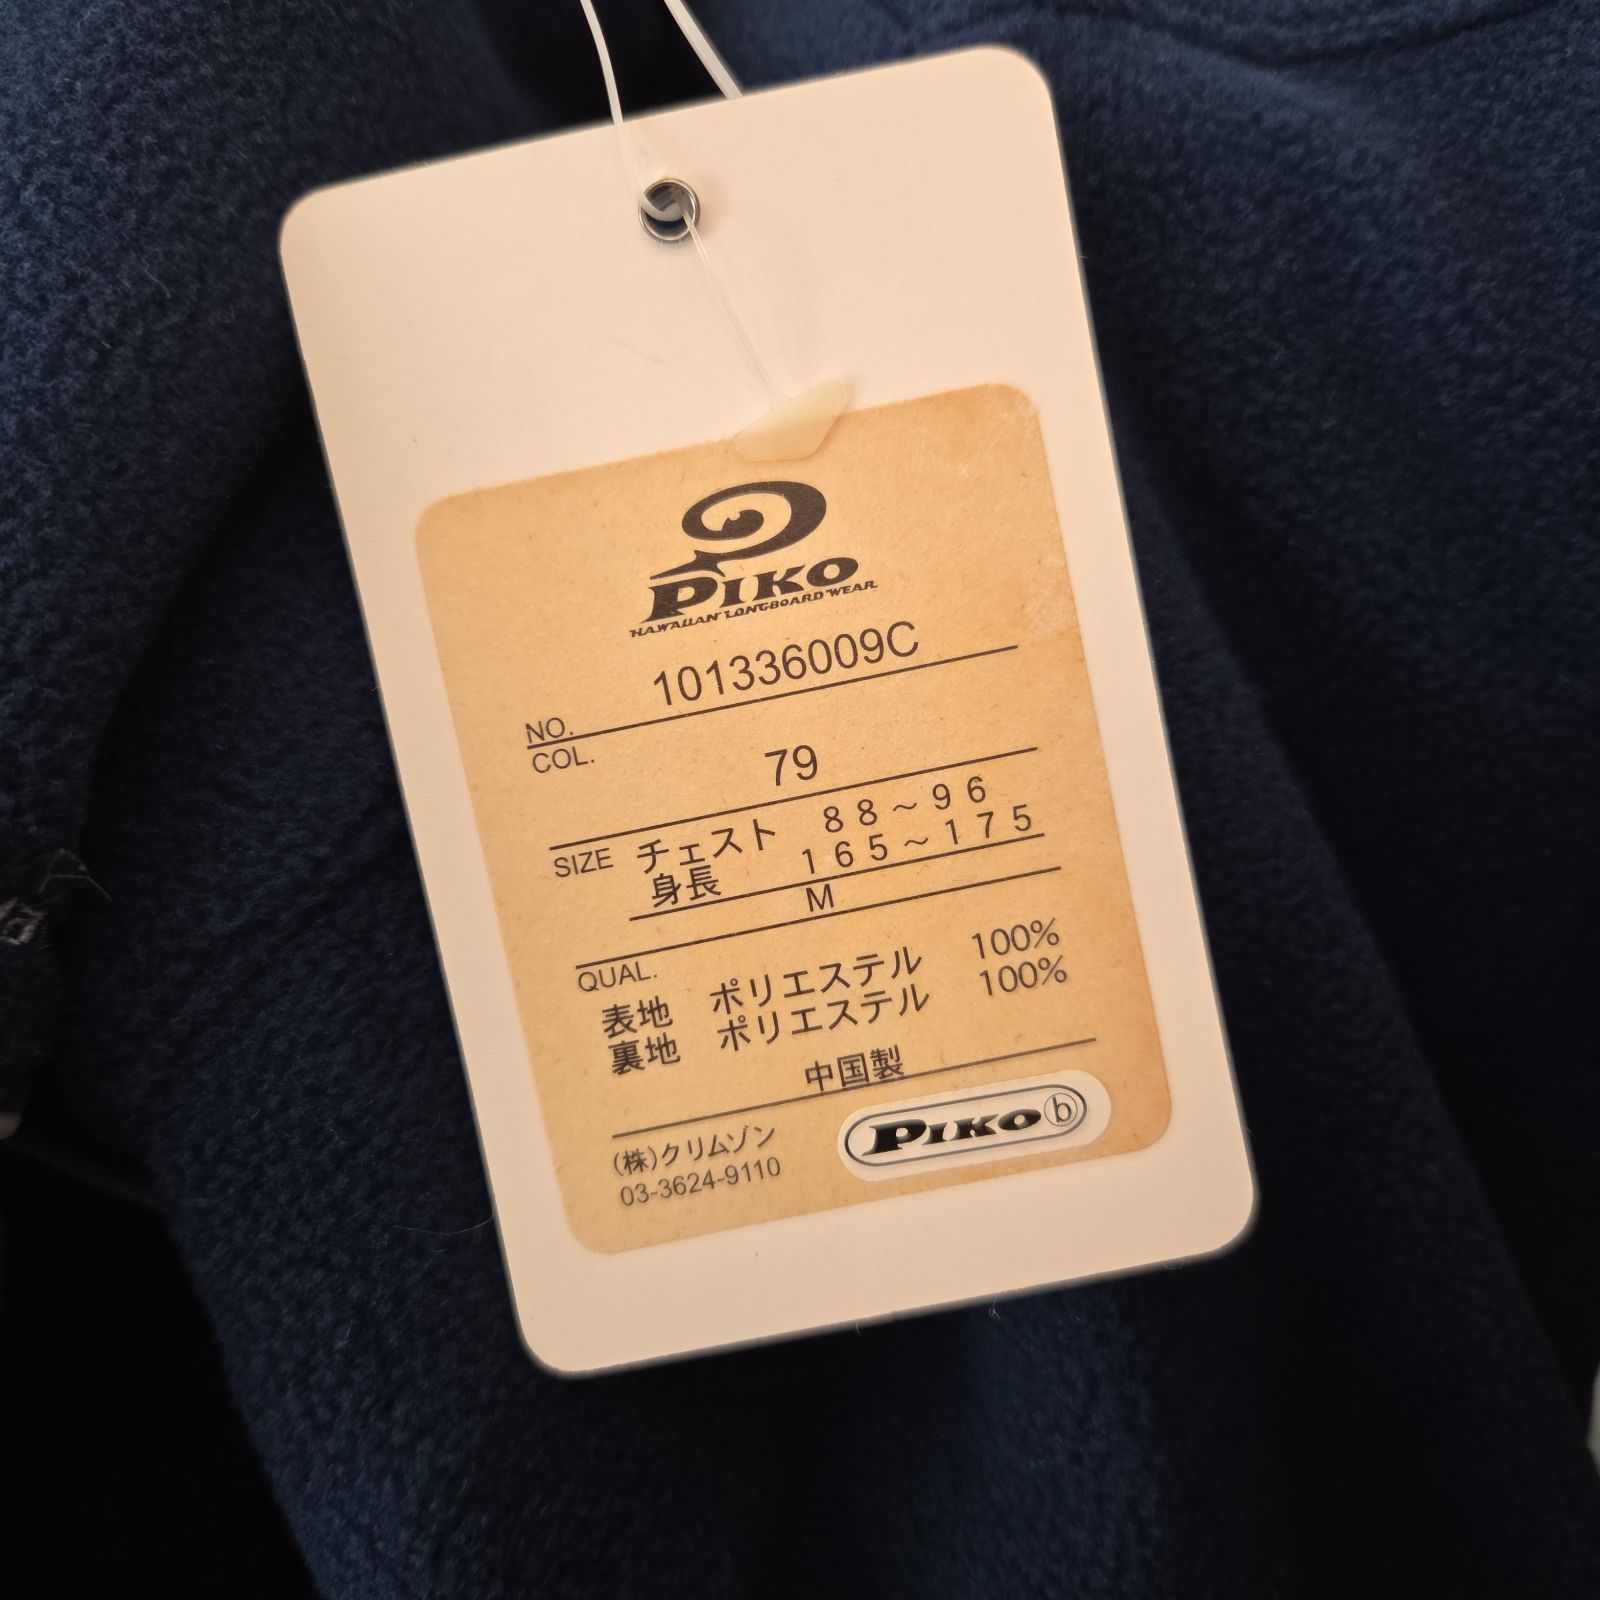 PIKO
HAWAIIAN LONGBOARD WEAR
NO. 101336009C
COL. 79
SIZE チェスト 88～96
身長 165～175
M
QUAL.
表地 ポリエステル 100%
裏地 ポリエステル 100%
中国製
(株)クリムゾン
03-3624-9110
PIKO b